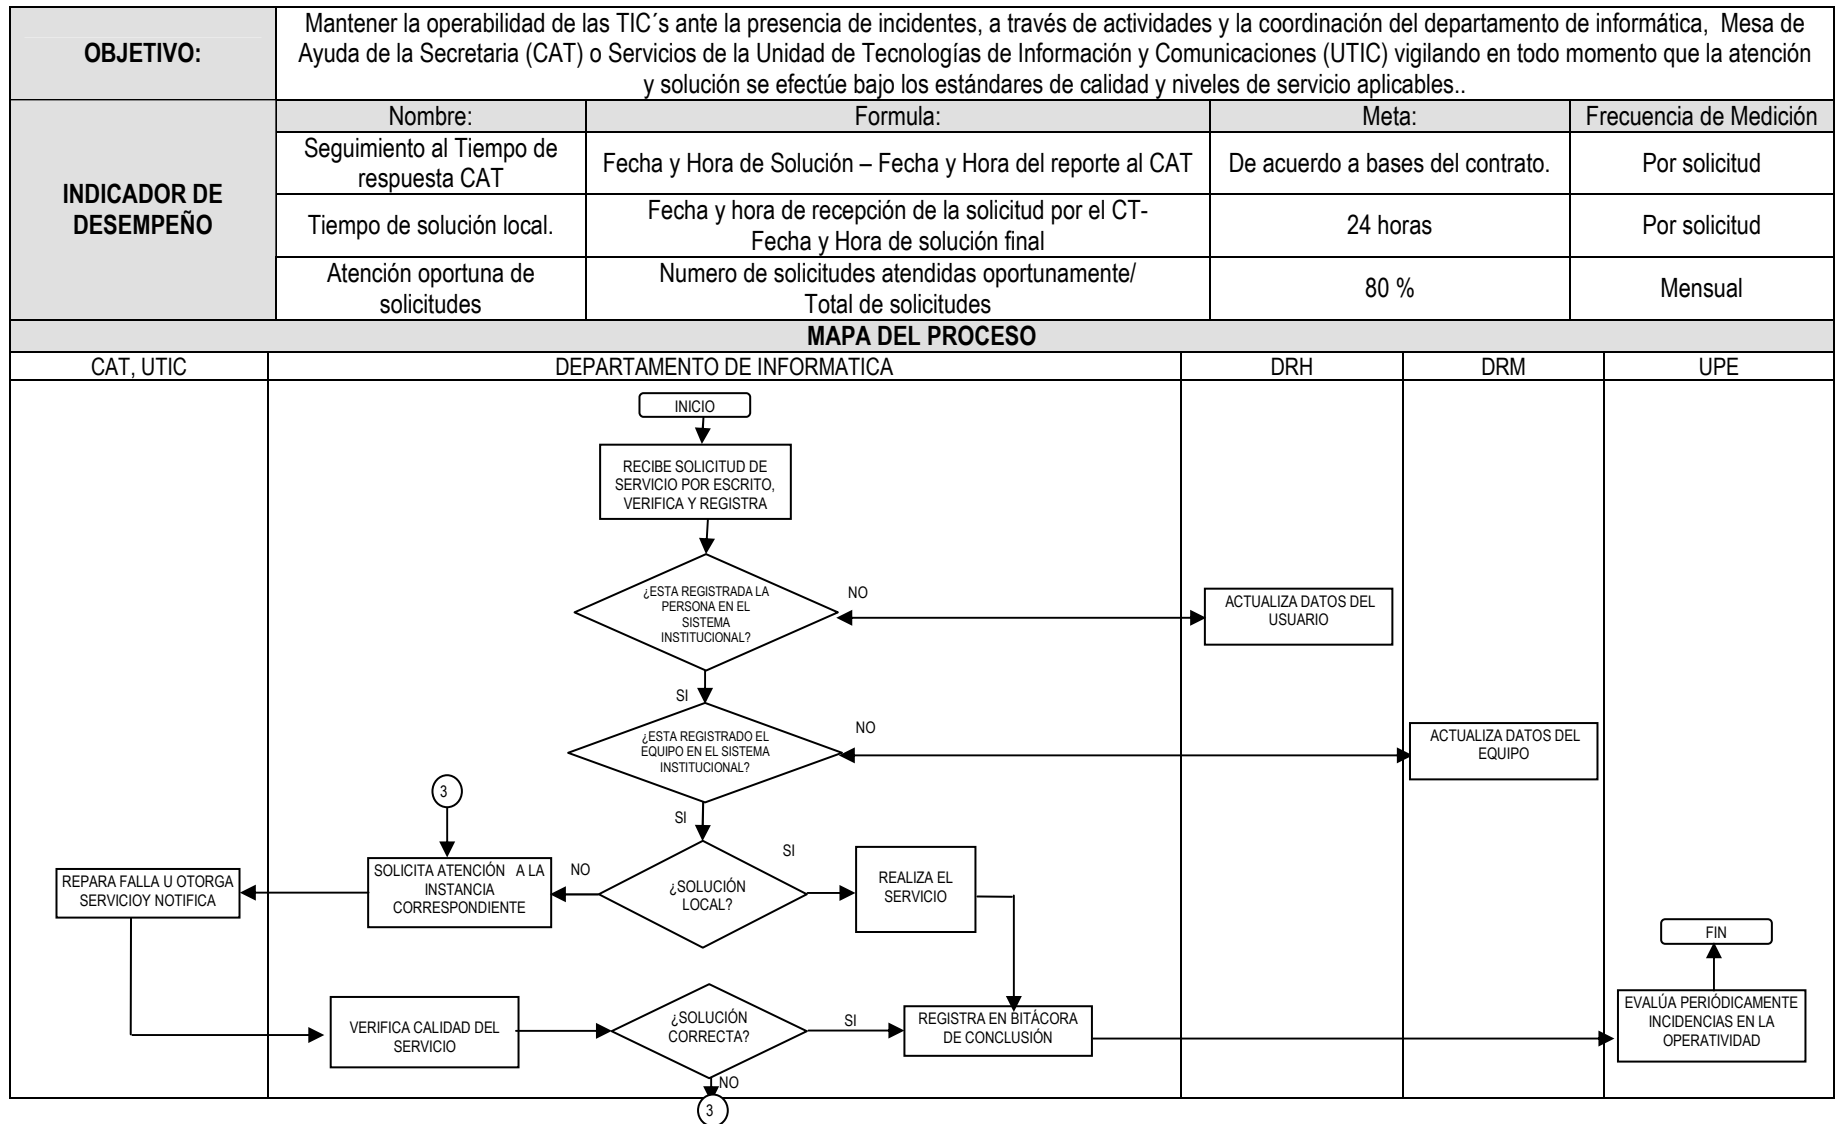 OBJETIVO:
Mantener la operabilidad de las TIC´s ante la presencia de incidentes, a través de actividades y la coordinación del departamento de informática, Mesa de
Ayuda de la Secretaria (CAT) o Servicios de la Unidad de Tecnologías de Información y Comunicaciones (UTIC) vigilando en todo momento que la atención
y solución se efectúe bajo los estándares de calidad y niveles de servicio aplicables..
INDICADOR DE
DESEMPEÑO
Nombre:
Formula:
Meta:
Frecuencia de Medición
Seguimiento al Tiempo de
respuesta CAT
Fecha y Hora de Solución – Fecha y Hora del reporte al CAT
De acuerdo a bases del contrato.
Por solicitud
Tiempo de solución local.
Fecha y hora de recepción de la solicitud por el CT-
Fecha y Hora de solución final
24 horas
Por solicitud
Atención oportuna de
solicitudes
Numero de solicitudes atendidas oportunamente/
Total de solicitudes
80 %
Mensual
MAPA DEL PROCESO
CAT, UTIC
DEPARTAMENTO DE INFORMATICA
DRH
DRM
UPE
INICIO
RECIBE SOLICITUD DE
SERVICIO POR ESCRITO,
VERIFICA Y REGISTRA
¿ESTA REGISTRADA LA
PERSONA EN EL
SISTEMA
INSTITUCIONAL?
NO
ACTUALIZA DATOS DEL
USUARIO
SI
¿ESTA REGISTRADO EL
EQUIPO EN EL SISTEMA
INSTITUCIONAL?
NO
ACTUALIZA DATOS DEL
EQUIPO
3
SI
REPARA FALLA U OTORGA
SERVICIOY NOTIFICA
SOLICITA ATENCIÓN A LA
INSTANCIA
CORRESPONDIENTE
NO
¿SOLUCIÓN
LOCAL?
SI
REALIZA EL
SERVICIO
FIN
VERIFICA CALIDAD DEL
SERVICIO
¿SOLUCIÓN
CORRECTA?
SI
REGISTRA EN BITÁCORA
DE CONCLUSIÓN
EVALÚA PERIÓDICAMENTE
INCIDENCIAS EN LA
OPERATIVIDAD
NO
3